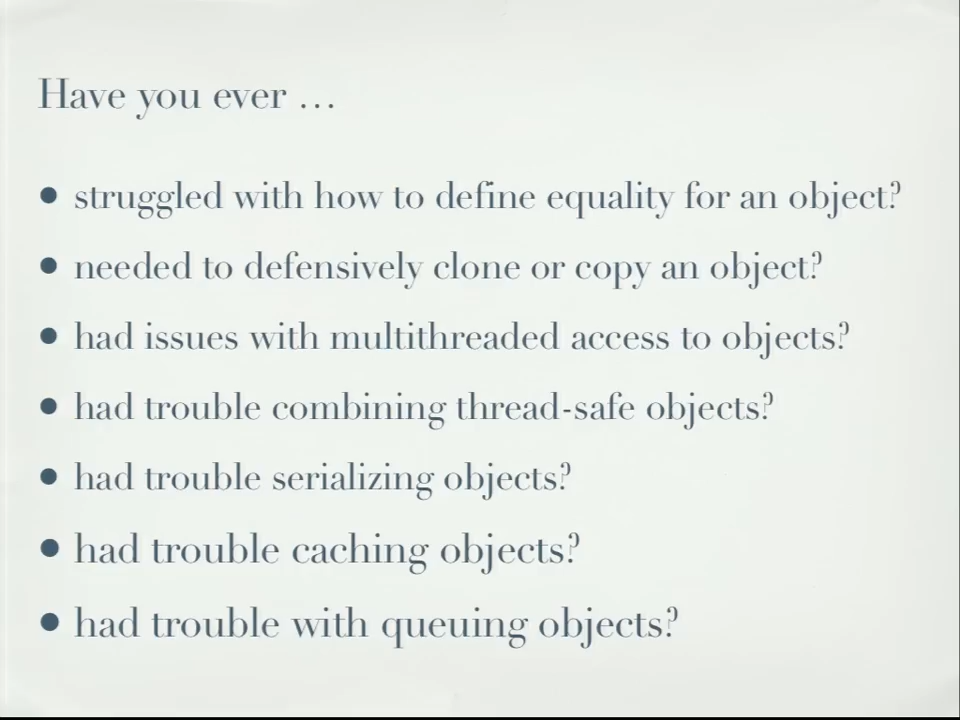 Have you ever …
• struggled with how to define equality for an object?
• needed to defensively clone or copy an object?
• had issues with multithreaded access to objects?
• had trouble combining thread-safe objects?
• had trouble serializing objects?
• had trouble caching objects?
• had trouble with queuing objects?